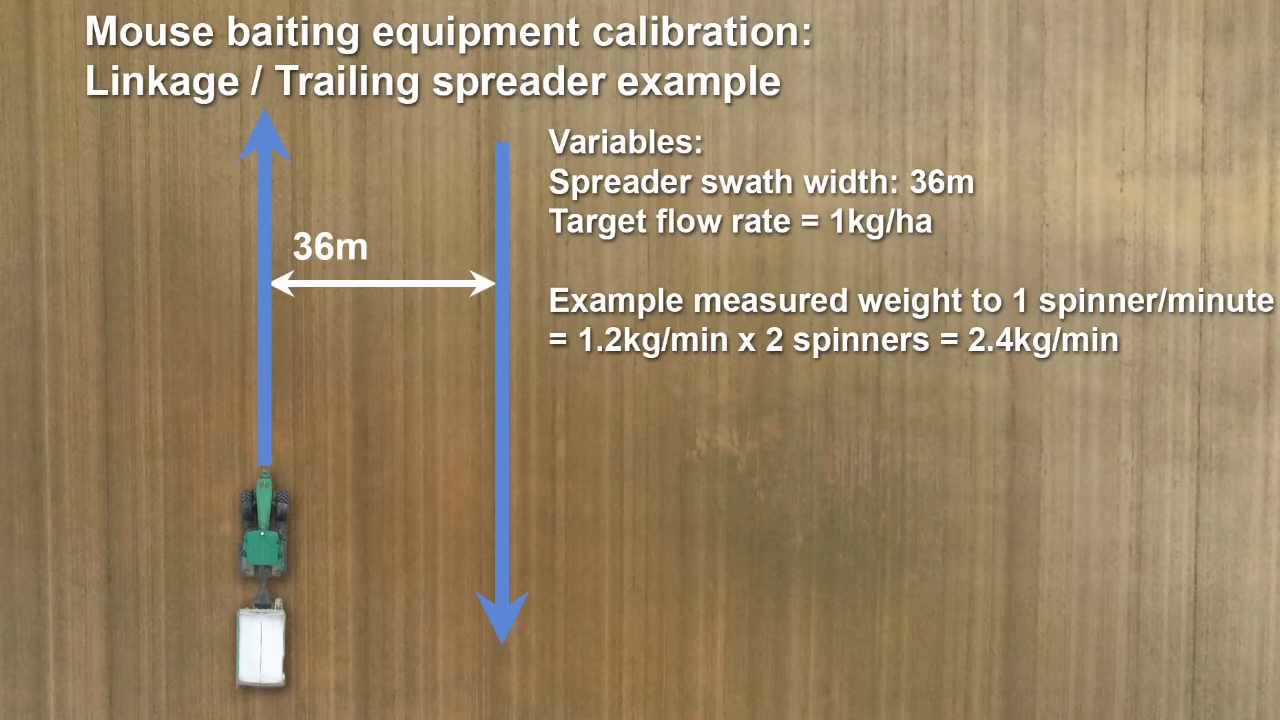 Mouse baiting equipment calibration:
Linkage / Trailing spreader example
Variables:
Spreader swath width: 36m
Target flow rate = 1kg/ha
36m
Example measured weight to 1 spinner/minute
= 1.2kg/min x 2 spinners = 2.4kg/min